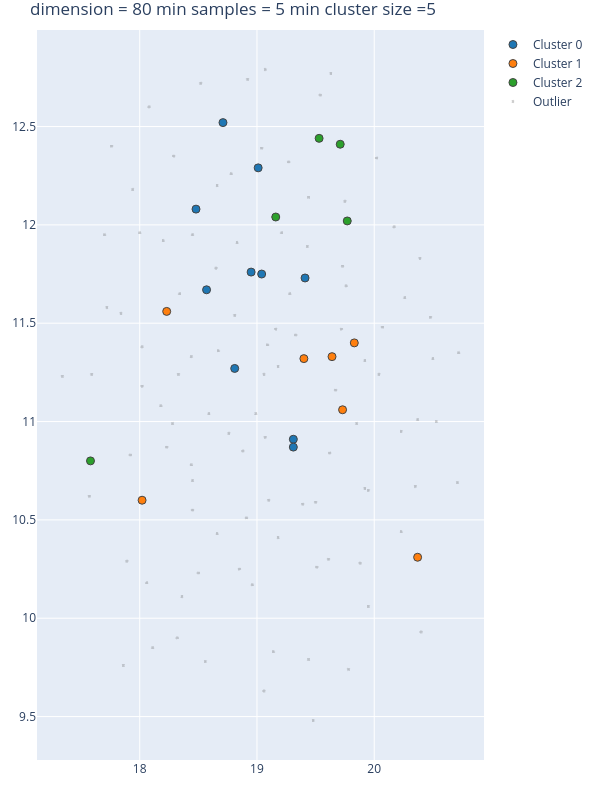 dimension = 80 min samples = 5 min cluster size =5
Cluster 0
Cluster 1
Cluster 2
Outlier
12.5
12
11.5
11
10.5
10
9.5
18
19
20